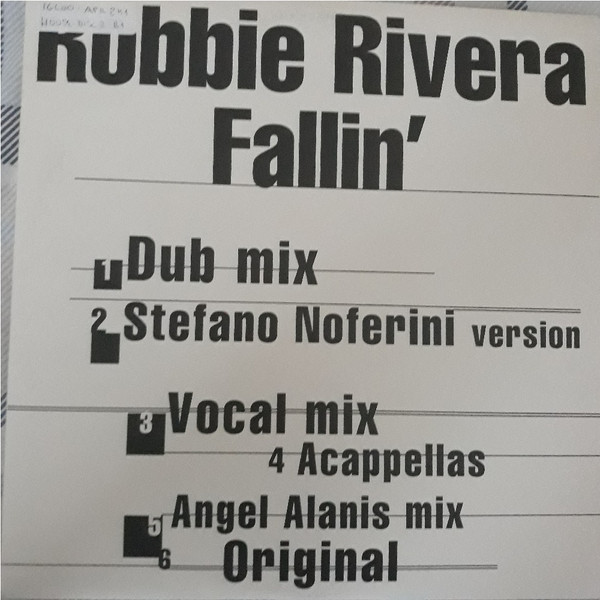 Robbie Rivera
Fallin'
1 Dub mix
2 Stefano Noferini version
3 Vocal mix
4 Acappellas
5 Angel Alanis mix
6 Original